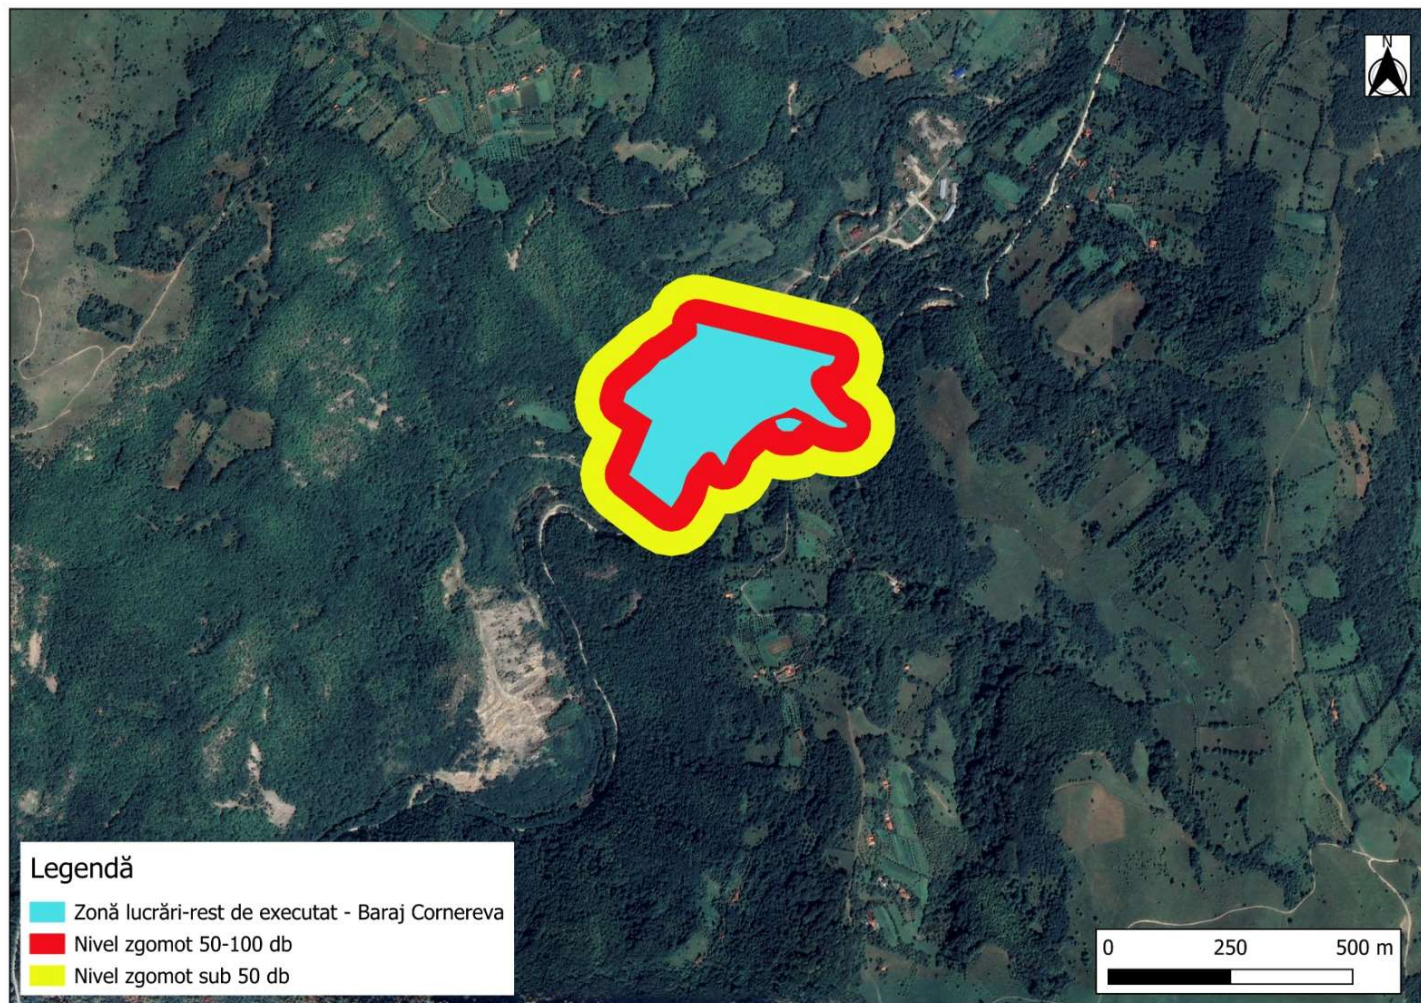 N
Legendă
Zonă lucrări-rest de executat - Baraj Cornereva
Nivel zgomot 50-100 db
Nivel zgomot sub 50 db
0 250 500 m